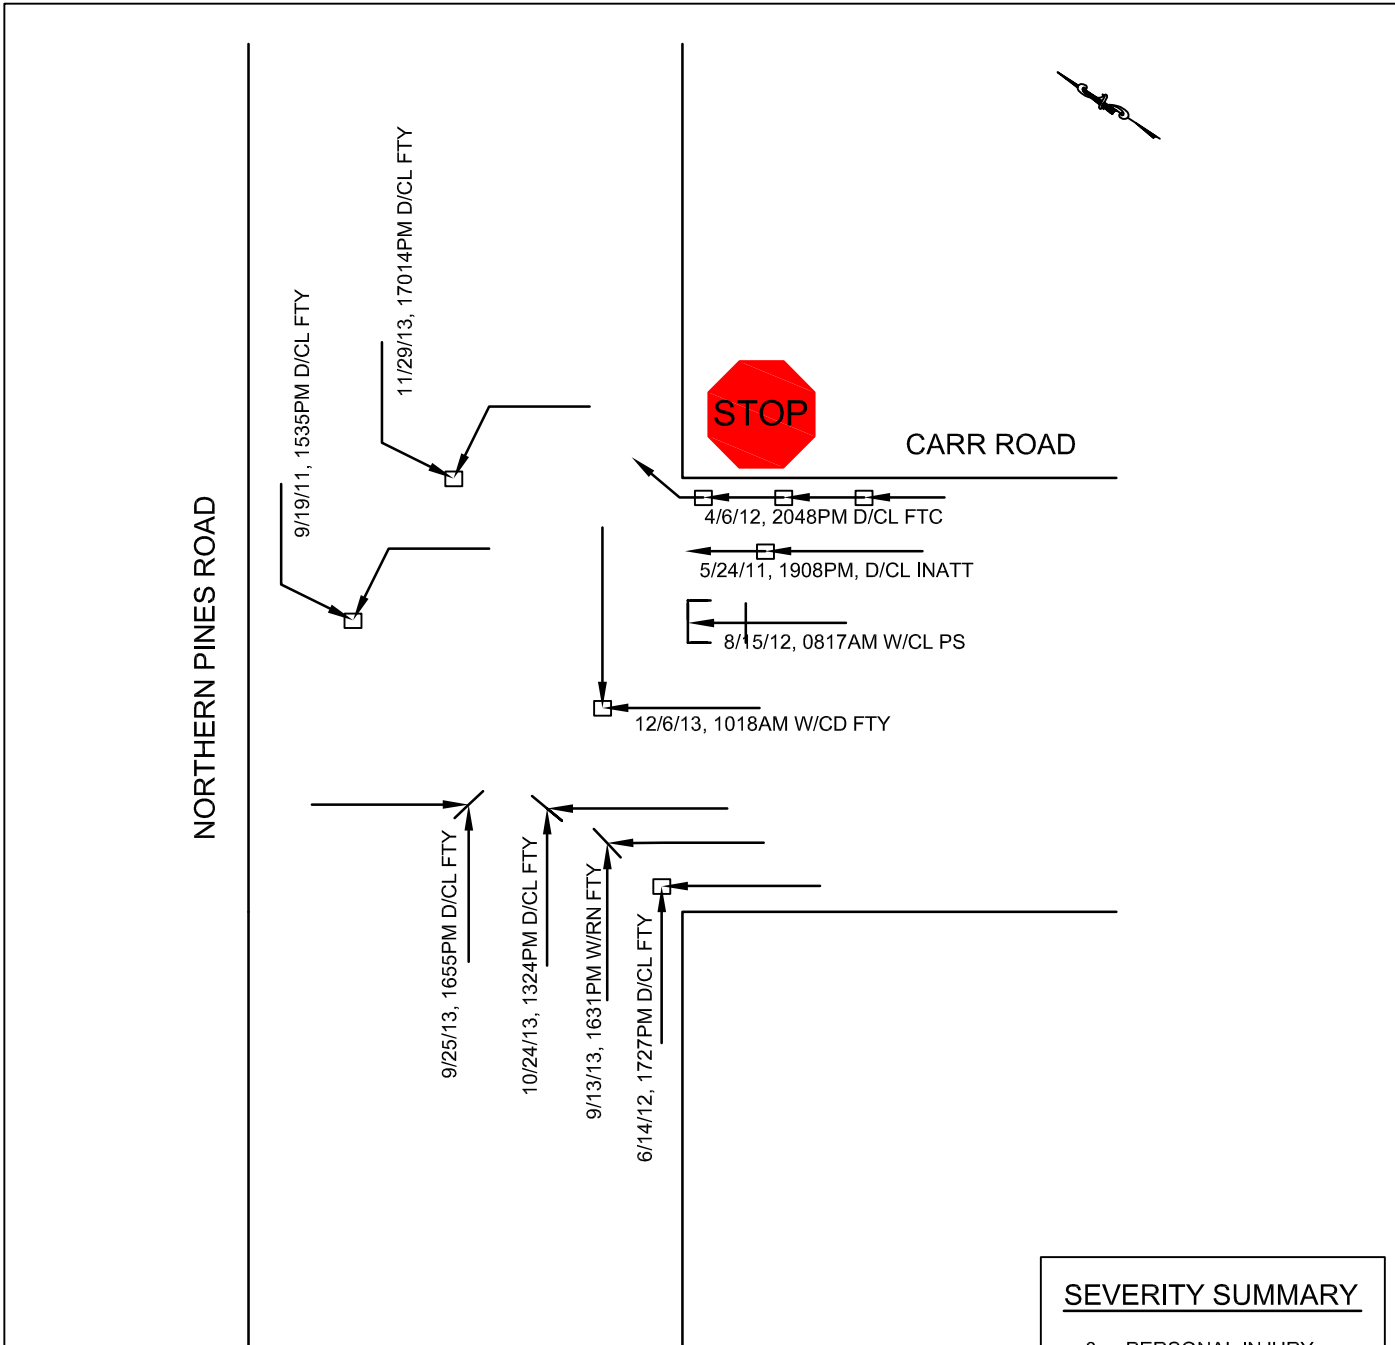 11/29/13, 17014PM D/CL FTY
9/19/11, 1535PM D/CL FTY
STOP
CARR ROAD
4/6/12, 2048PM D/CL FTC
5/24/11, 1908PM, D/CL INATT
8/15/12, 0817AM W/CL PS
NORTHERN PINES ROAD
12/6/13, 1018AM W/CD FTY
9/25/13, 1655PM D/CL FTY
10/24/13, 1324PM D/CL FTY
9/13/13, 1631PM W/RN FTY
6/14/12, 1727PM D/CL FTY
SEVERITY SUMMARY
PERSONAL INJURY